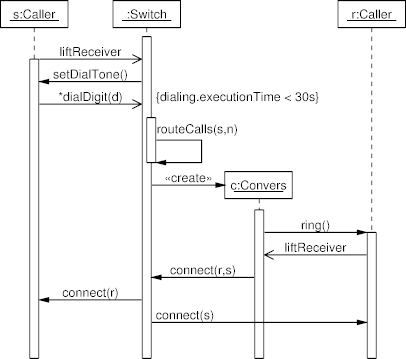 s:Caller :Switch r:Caller
liftReceiver
setDialTone()
*dialDigit(d) {dialing.executionTime < 30s}
routeCalls(s,n)
«create» c:Convers
ring()
liftReceiver
connect(r,s)
connect(r)
connect(s)